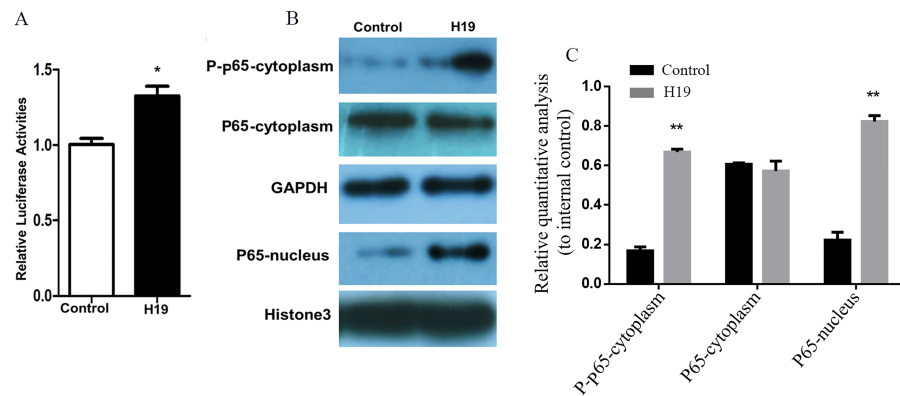 A
Relative Luciferase Activities
1.5
1.0
0.5
0.0
*
Control
H19
B
Control
H19
P-P65-cytoplasm
P65-cytoplasm
GAPDH
P65-nucleus
Histone3
C
Control
H19
Relative quantitative analysis
(to internal control)
1.0
0.8
0.6
0.4
0.2
0.0
**
**
P-P65-cytoplasm
P65-cytoplasm
P65-nucleus